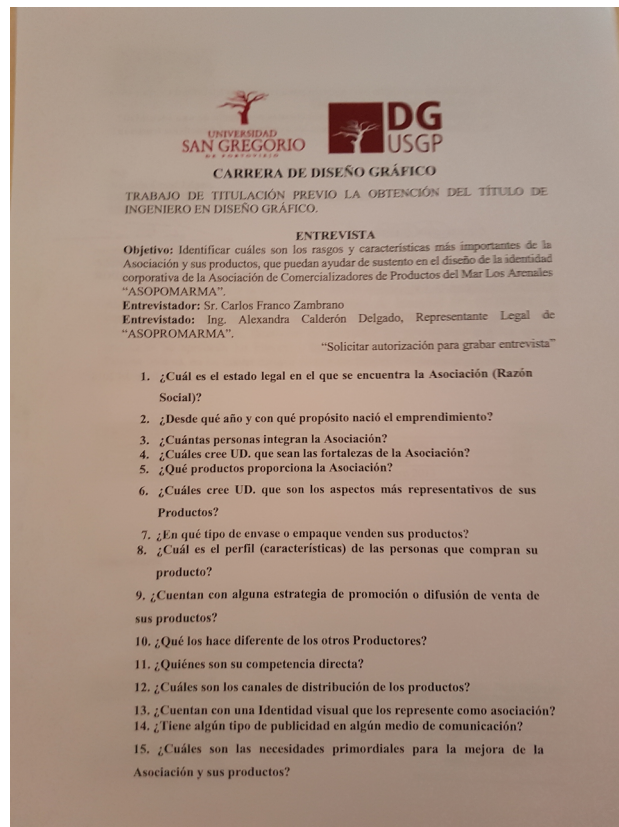 UNIVERSIDAD
SAN GREGORIO
DE PORTOVIEJO
DG
USGP
CARRERA DE DISEÑO GRÁFICO
TRABAJO DE TITULACIÓN PREVIO LA OBTENCIÓN DEL TÍTULO DE
INGENIERO EN DISEÑO GRÁFICO.
ENTREVISTA
Objetivo: Identificar cuáles son los rasgos y características más importantes de la
Asociación y sus productos, que puedan ayudar de sustento en el diseño de la identidad
corporativa de la Asociación de Comercializadores de Productos del Mar Los Arenales
“ASOPOMARMA”.
Entrevistador: Sr. Carlos Franco Zambrano
Entrevistado: Ing. Alexandra Calderón Delgado, Representante Legal de
“ASOPROMARMA”.
“Solicitar autorización para grabar entrevista”
1. ¿Cuál es el estado legal en el que se encuentra la Asociación (Razón
Social)?
2. ¿Desde qué año y con qué propósito nació el emprendimiento?
3. ¿Cuántas personas integran la Asociación?
4. ¿Cuáles cree UD. que sean las fortalezas de la Asociación?
5. ¿Qué productos proporciona la Asociación?
6. ¿Cuáles cree UD. que son los aspectos más representativos de sus
Productos?
7. ¿En qué tipo de envase o empaque venden sus productos?
8. ¿Cuál es el perfil (características) de las personas que compran su
producto?
9. ¿Cuentan con alguna estrategia de promoción o difusión de venta de
sus productos?
10. ¿Qué los hace diferente de los otros Productores?
11. ¿Quiénes son su competencia directa?
12. ¿Cuáles son los canales de distribución de los productos?
13. ¿Cuentan con una Identidad visual que los represente como asociación?
14. ¿Tiene algún tipo de publicidad en algún medio de comunicación?
15. ¿Cuáles son las necesidades primordiales para la mejora de la
Asociación y sus productos?